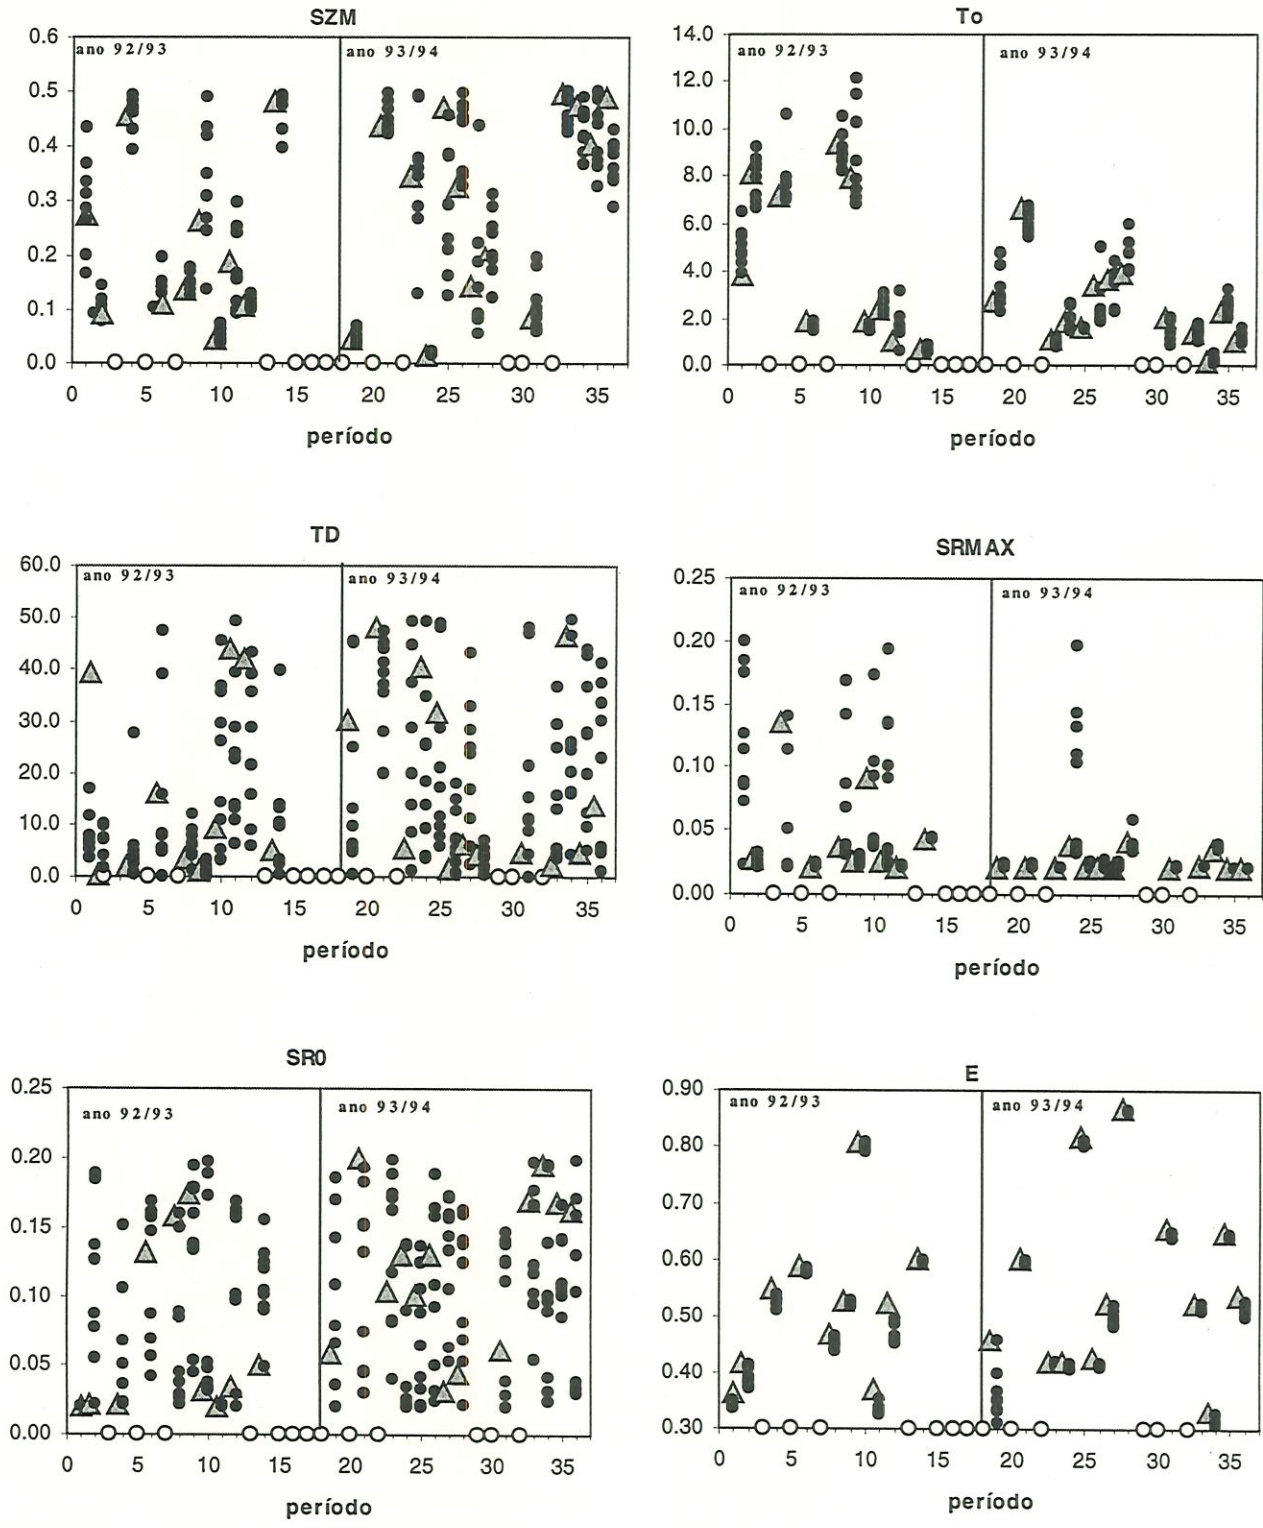 SZM
0.6
0.5
0.4
0.3
0.2
0.1
0.0
ano 92/93
ano 93/94
0 5 10 15 20 25 30 35
período
To
14.0
12.0
10.0
8.0
6.0
4.0
2.0
0.0
ano 92/93
ano 93/94
0 5 10 15 20 25 30 35
período
TD
60.0
50.0
40.0
30.0
20.0
10.0
0.0
ano 92/93
ano 93/94
0 5 10 15 20 25 30 35
período
SRMAX
0.25
0.20
0.15
0.10
0.05
0.00
ano 92/93
ano 93/94
0 5 10 15 20 25 30 35
período
SR0
0.25
0.20
0.15
0.10
0.05
0.00
ano 92/93
ano 93/94
0 5 10 15 20 25 30 35
período
E
0.90
0.80
0.70
0.60
0.50
0.40
0.30
ano 92/93
ano 93/94
0 5 10 15 20 25 30 35
período